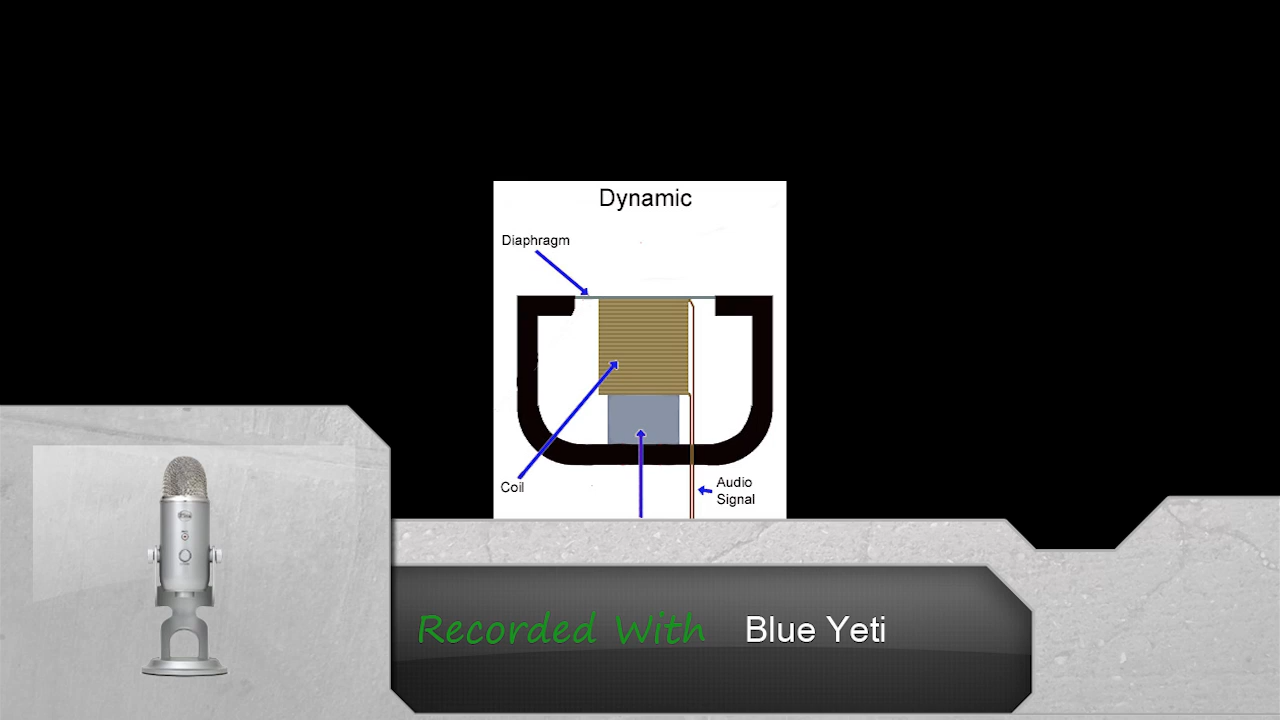 Dynamic
Diaphragm
Coil
Audio
Signal
Recorded With Blue Yeti